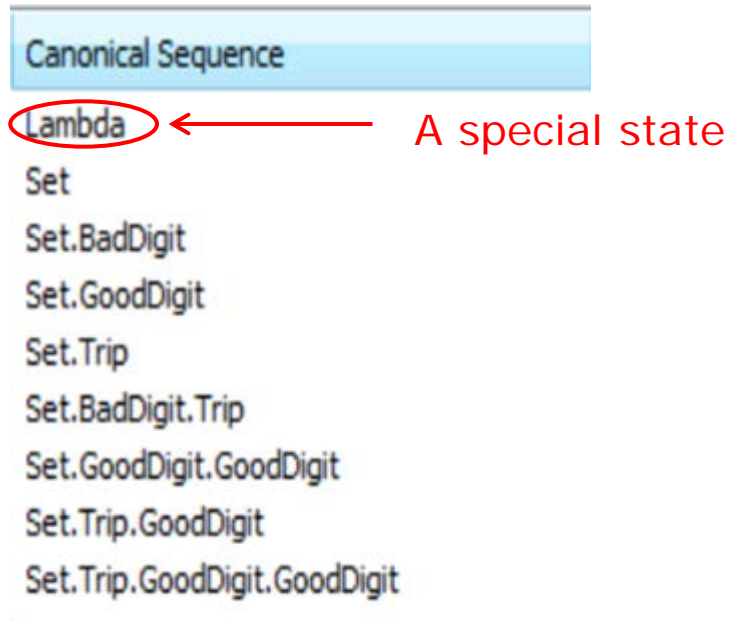 Canonical Sequence
Lambda
A special state
Set
Set.BadDigit
Set.GoodDigit
Set.Trip
Set.BadDigit.Trip
Set.GoodDigit.GoodDigit
Set.Trip.GoodDigit
Set.Trip.GoodDigit.GoodDigit